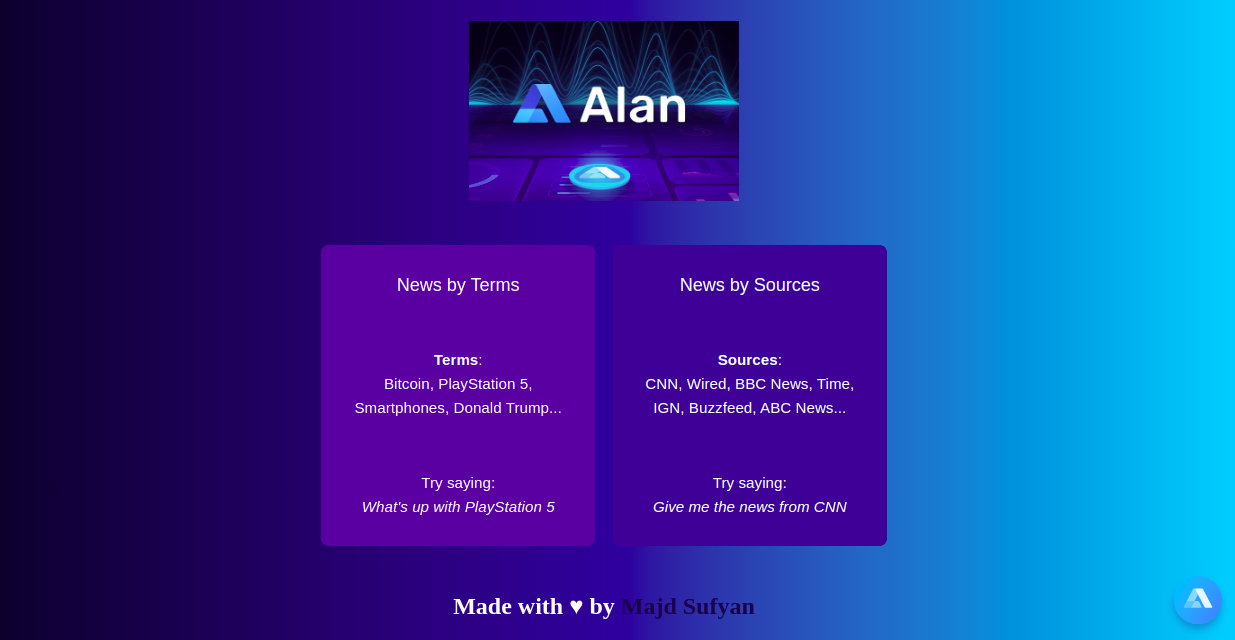 Alan
News by Terms
Terms:
Bitcoin, PlayStation 5,
Smartphones, Donald Trump...
Try saying:
What's up with PlayStation 5
News by Sources
Sources:
CNN, Wired, BBC News, Time,
IGN, Buzzfeed, ABC News...
Try saying:
Give me the news from CNN
Made with ♥ by Majd Sufyan